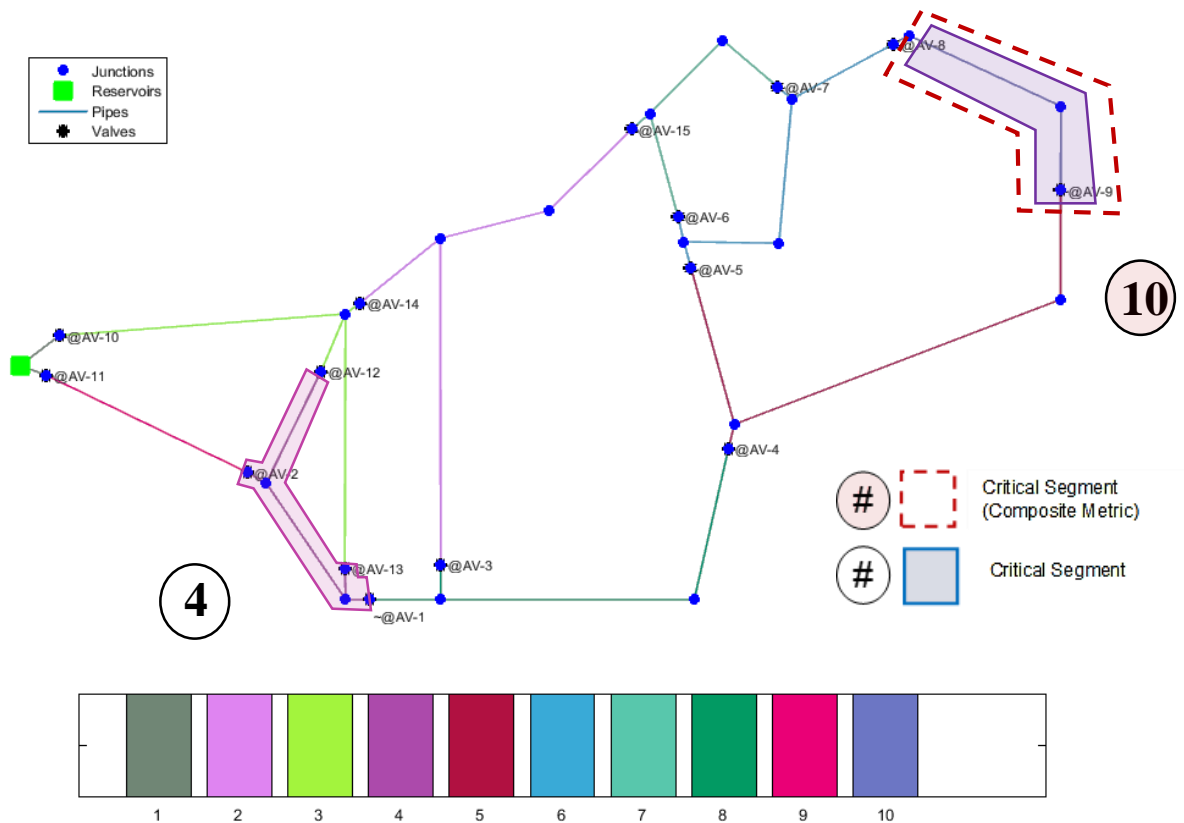 Junctions
Reservoirs
Pipes
Valves
@AV-8
@AV-7
@AV-15
@AV-9
@AV-6
@AV-5
@AV-14
@AV-10
10
@AV-11
@AV-12
@AV-4
@AV-2
#
Critical Segment
(Composite Metric)
@AV-13
@AV-3
#
Critical Segment
4
~@AV-1
1 2 3 4 5 6 7 8 9 10